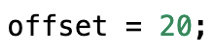 offset = 20;